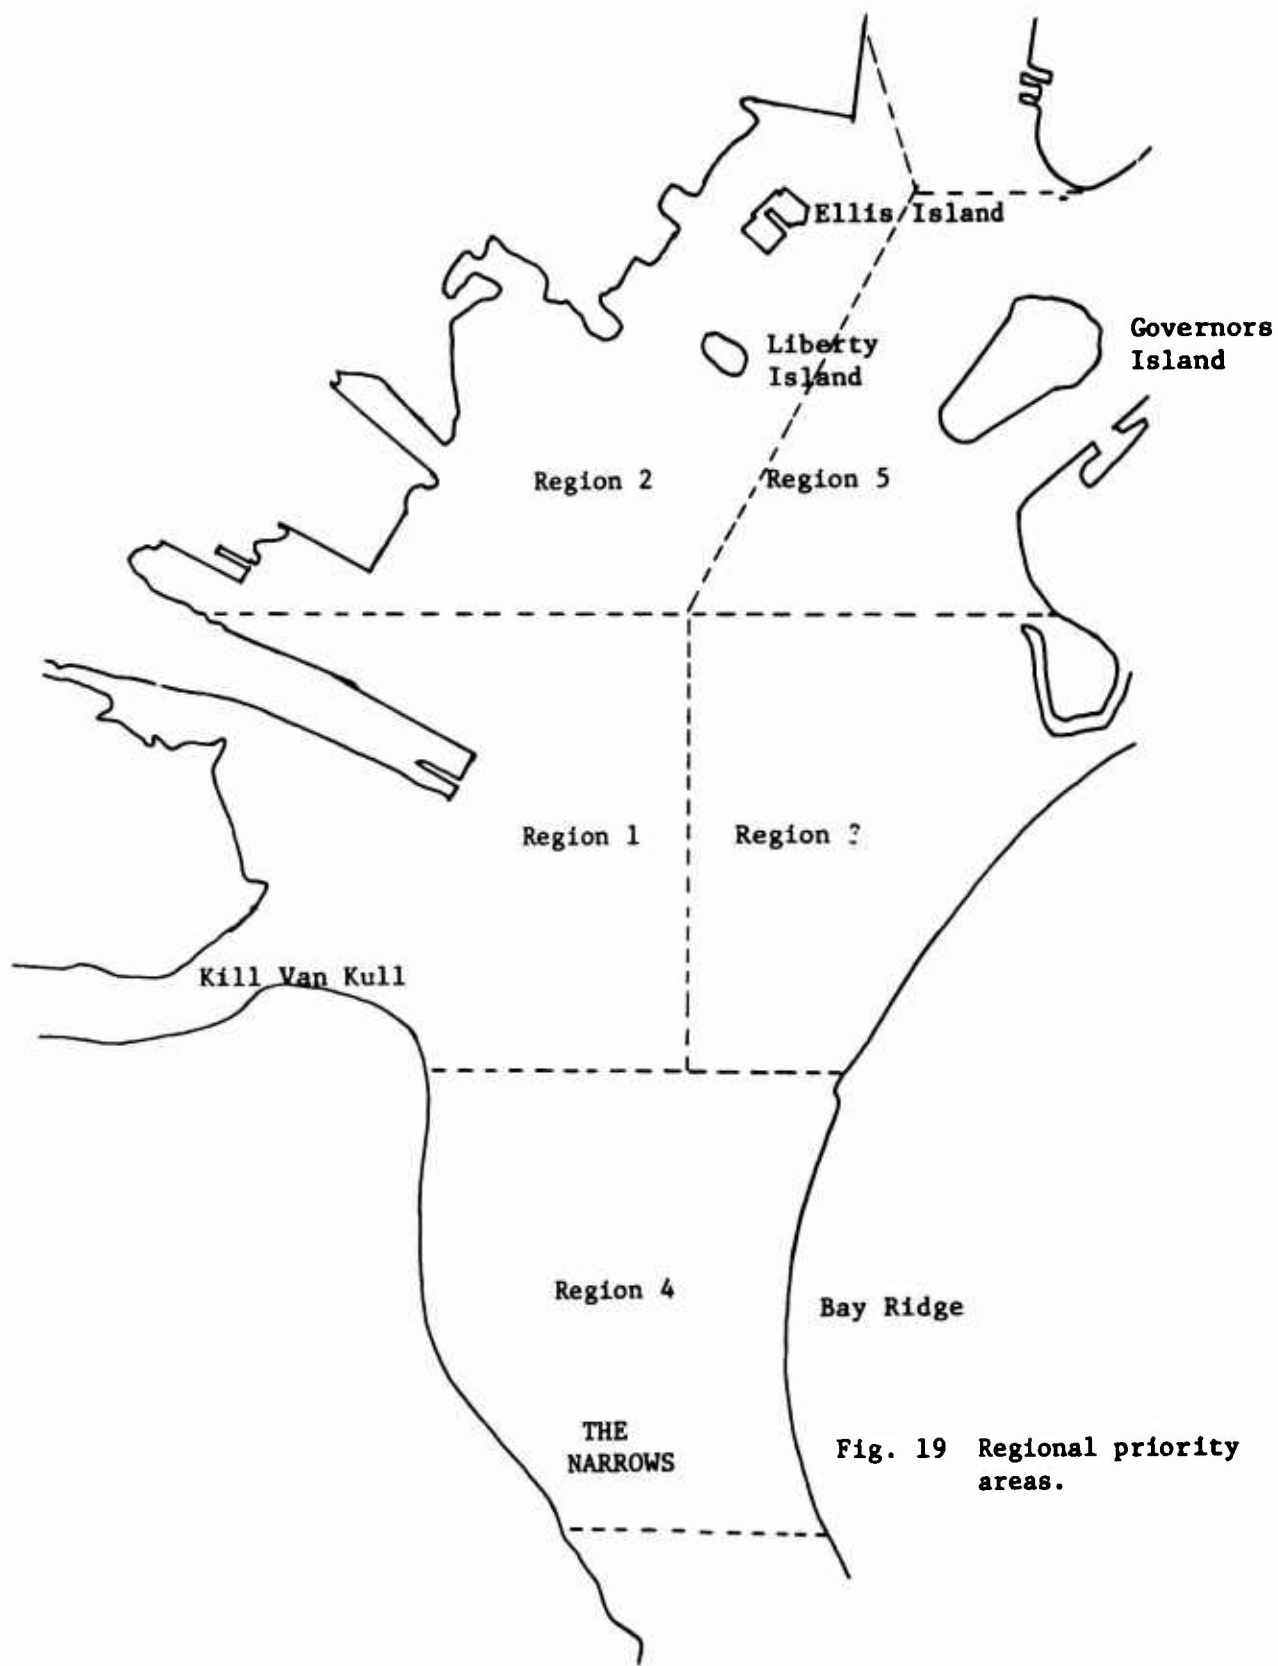 Ellis Island
Governors
Island
Liberty
Island
Region 2
Region 5
Region 1
Region
Kill Van Kull
Region 4
Bay Ridge
THE
NARROWS
Fig. 19 Regional priority
areas.